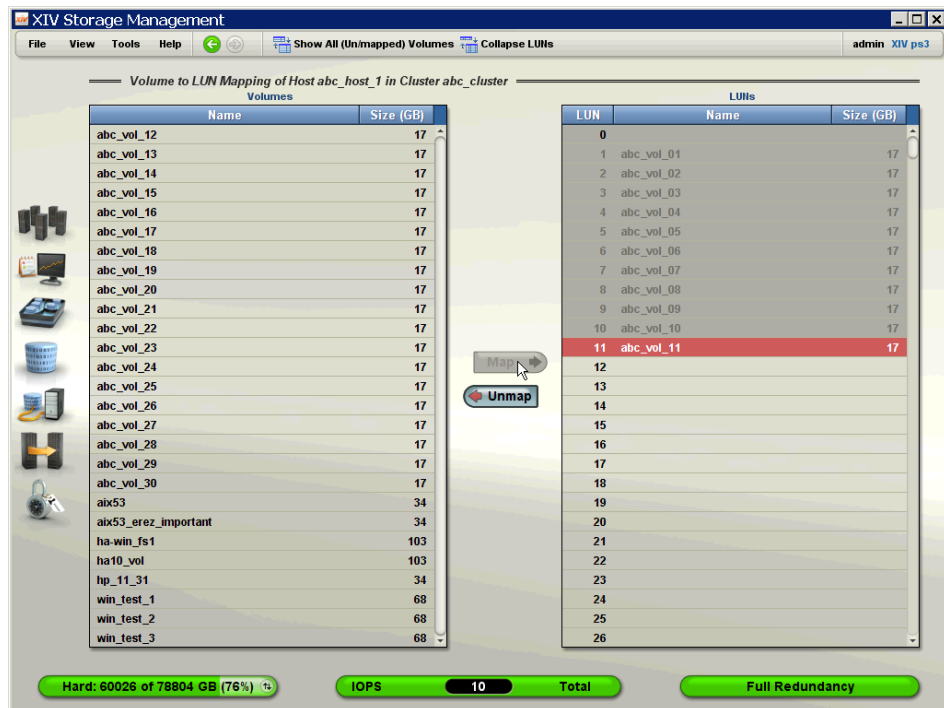 XIV Storage Management
File View Tools Help Show All (Un/mapped) Volumes Collapse LUNs admin XIV ps3
Volume to LUN Mapping of Host abc_host_1 in Cluster abc_cluster
Volumes
Name Size (GB)
abc_vol_12 17
abc_vol_13 17
abc_vol_14 17
abc_vol_15 17
abc_vol_16 17
abc_vol_17 17
abc_vol_18 17
abc_vol_19 17
abc_vol_20 17
abc_vol_21 17
abc_vol_22 17
abc_vol_23 17
abc_vol_24 17
abc_vol_25 17
abc_vol_26 17
abc_vol_27 17
abc_vol_28 17
abc_vol_29 17
abc_vol_30 17
aix53 34
aix53_erez_important 34
ha-win_fs1 103
ha10_vol 103
hp_11_31 34
win_test_1 68
win_test_2 68
win_test_3 68
Map
Unmap
LUNs
LUN Name Size (GB)
0
1 abc_vol_01 17
2 abc_vol_02 17
3 abc_vol_03 17
4 abc_vol_04 17
5 abc_vol_05 17
6 abc_vol_06 17
7 abc_vol_07 17
8 abc_vol_08 17
9 abc_vol_09 17
10 abc_vol_10 17
11 abc_vol_11 17
12
13
14
15
16
17
18
19
20
21
22
23
24
25
26
Hard: 60026 of 78804 GB (76%)
IOPS 10 Total
Full Redundancy